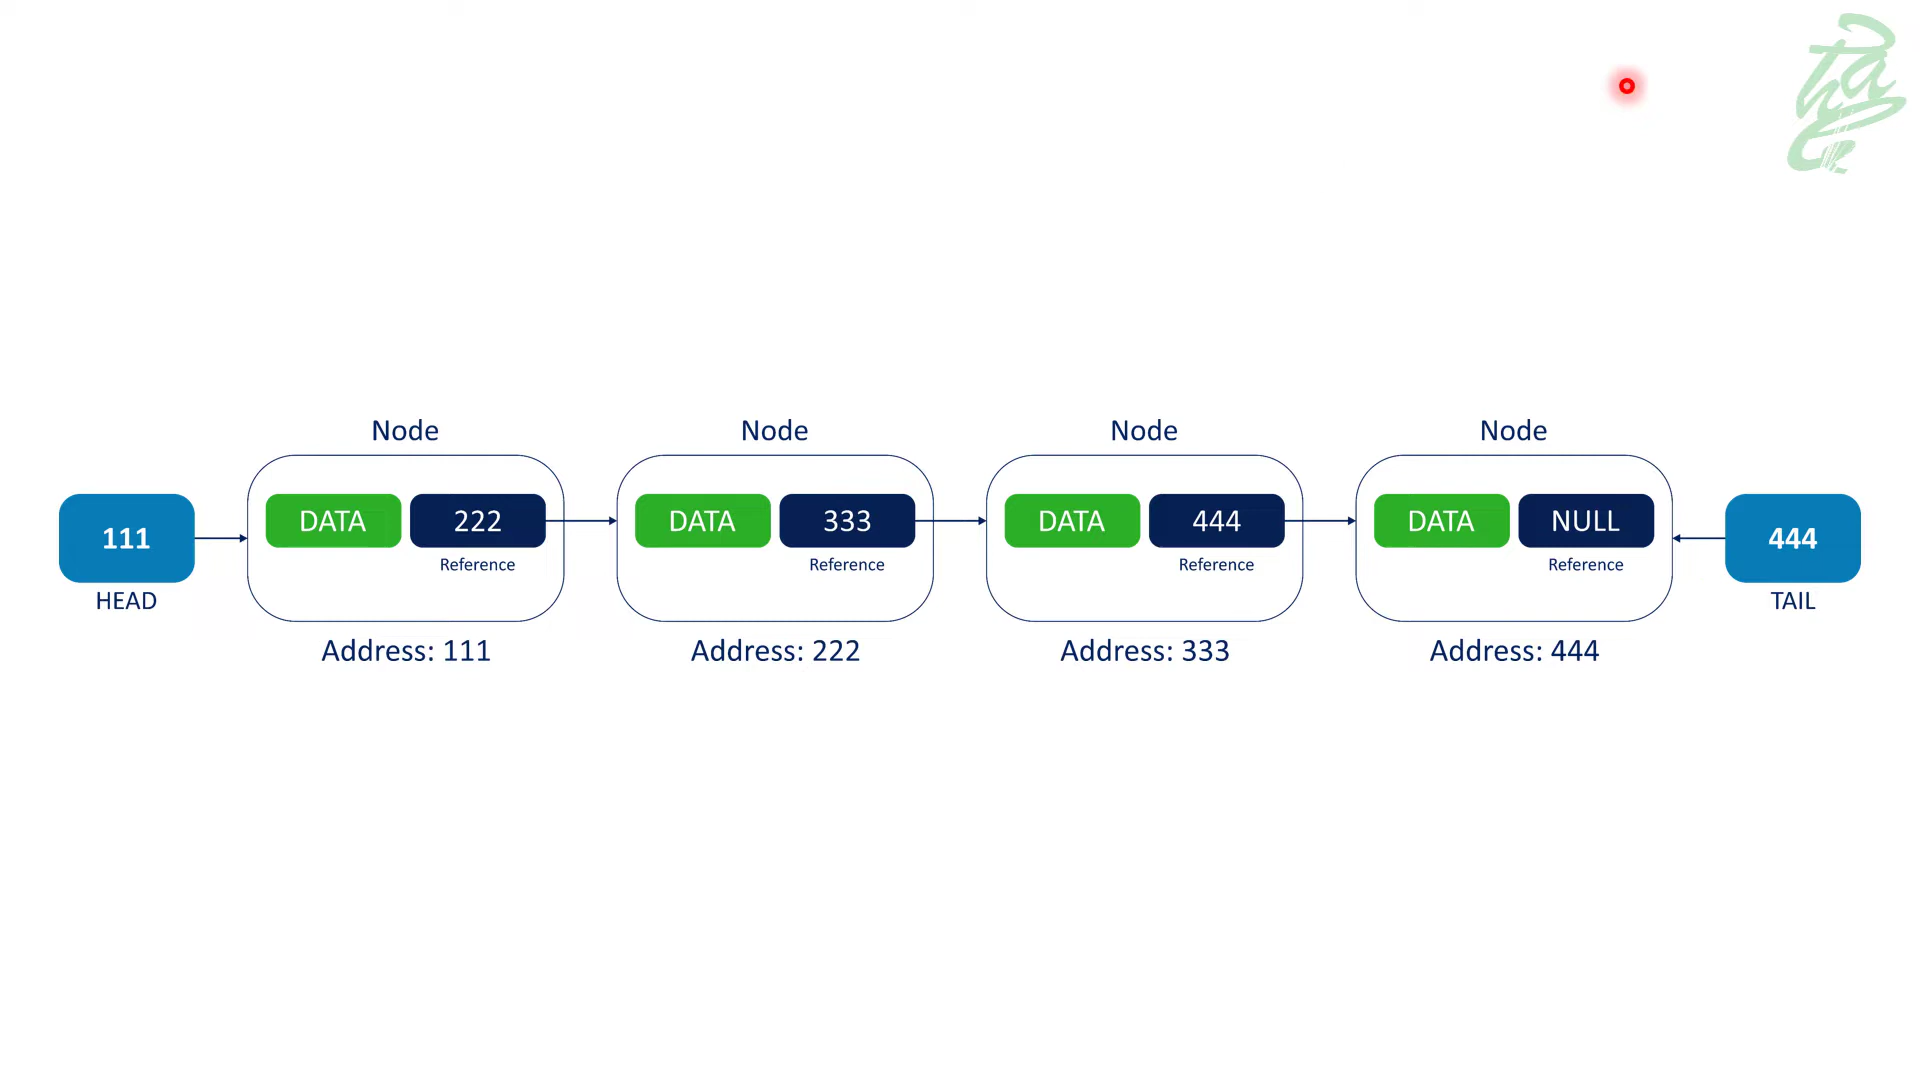 Node
Node
Node
Node
111
DATA
222
DATA
333
DATA
444
DATA
NULL
444
Reference
Reference
Reference
Reference
HEAD
TAIL
Address: 111
Address: 222
Address: 333
Address: 444